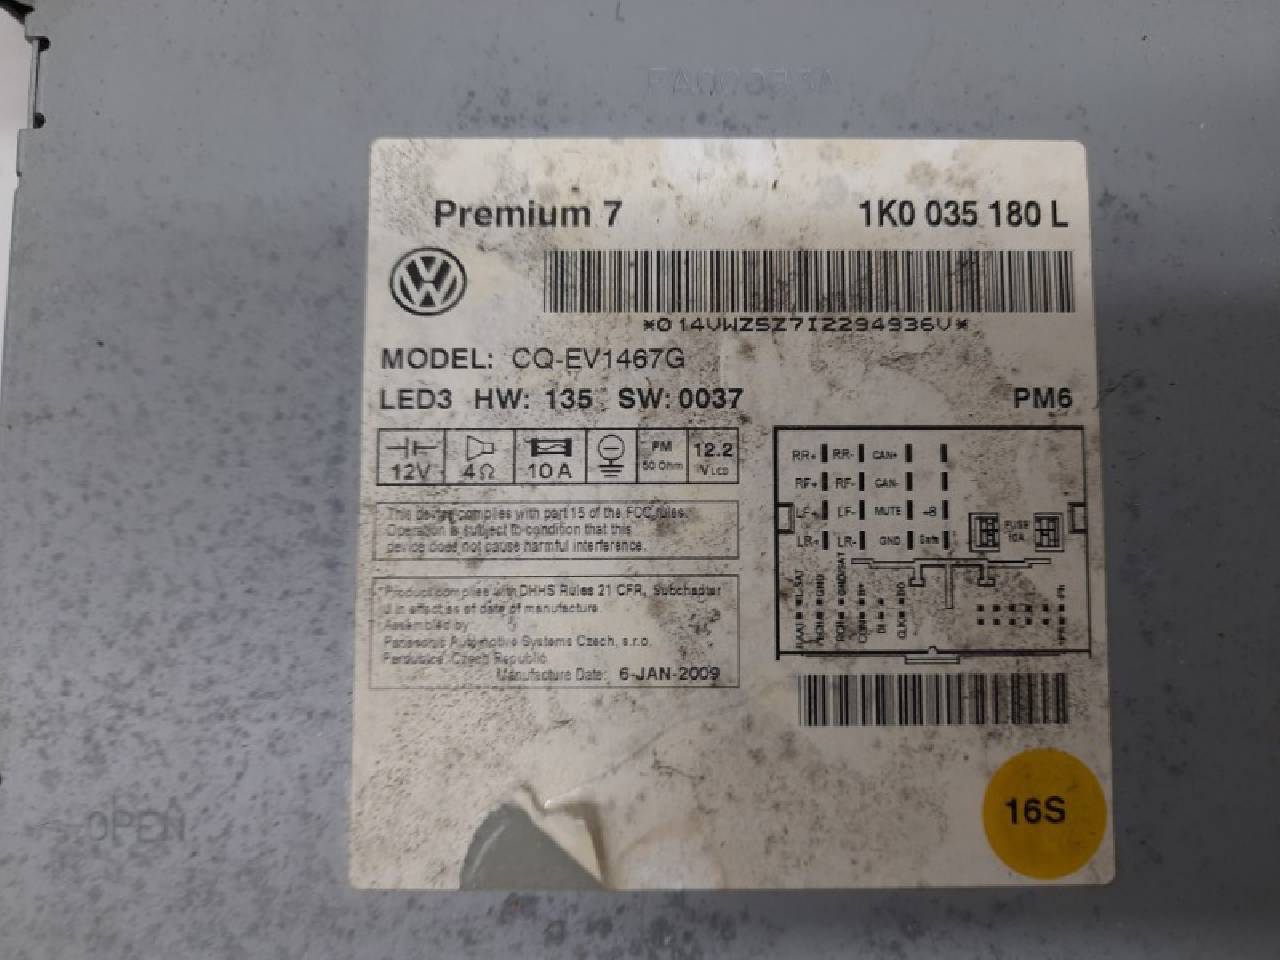 Premium 7
1K0 035 180 L
*014VWZ5Z7I2294936V*
MODEL: CQ-EV1467G
LED3 HW: 135 SW: 0037
PM6
12V
4Ω
10A
FM
50 Ohm
12.2
V LCD
This device complies with part 15 of the FCC rules.
Operation is subject to condition that this
device does not cause harmful interference.
Product complies with DHHS Rules 21 CFR, Subchapter
J in effect as of date of manufacture
Assembled by
Panasonic Automotive Systems Czech, s.r.o.
Pardubice, Czech Republic
Manufacture Date: 6-JAN-2009
RR+ RR- CAN+
RF+ RF- CAN-
LF+ LF- MUTE +B
LR+ LR- GND Safe
FUSE
10A
16S
OPEN